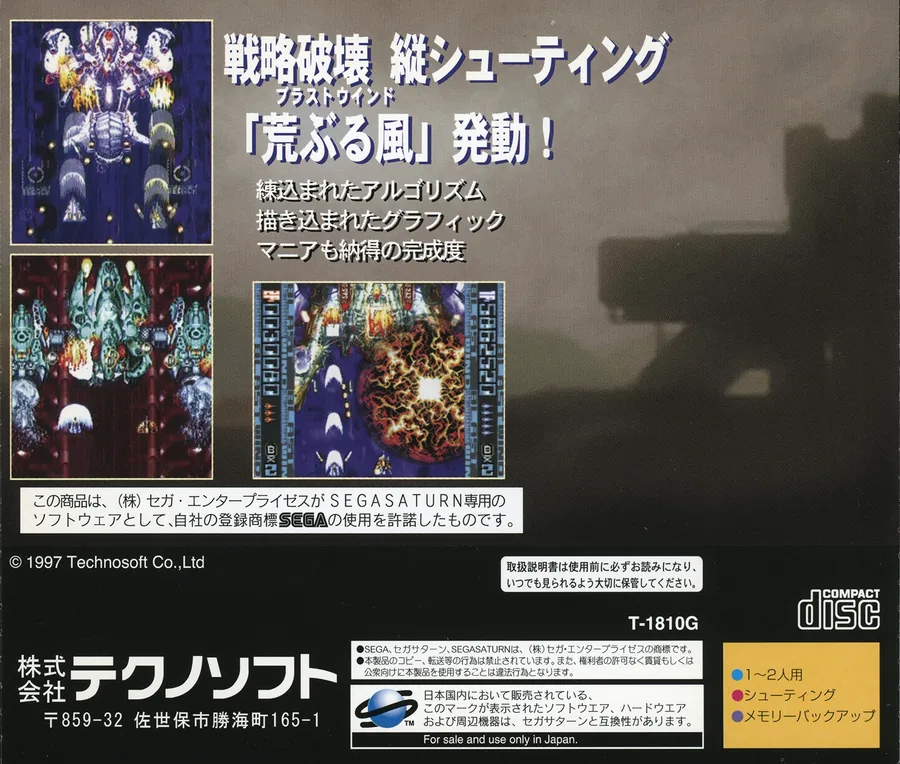 戦略破壊 縦シューティング
ブラストウインド
「荒ぶる風」発動!
練込まれたアルゴリズム
描き込まれたグラフィック
マニアも納得の完成度
この商品は、(株)セガ・エンタープライゼスがSEGASATURN専用の
ソフトウェアとして、自社の登録商標SEGAの使用を許諾したものです。
© 1997 Technosoft Co.,Ltd
取扱説明書は使用前に必ずお読みになり、
いつでも見られるよう大切に保管してください。
T-1810G
COMPACT
disc
株式会社テクノソフト
〒859-32 佐世保市勝海町165-1
●SEGA、セガサターン、SEGASATURNは、(株)セガ・エンタープライゼスの商標です。
●本製品のコピー、転送等の行為は禁止されています。また、権利者の許可なく賃貿もしくは
公衆向けに本製品を使用することは違法行為となります。
日本国内において販売されている、
このマークが表示されたソフトウエア、ハードウエア
および周辺機器は、セガサターンと互換性があります。
TM
For sale and use only in Japan.
●1〜2人用
●シューティング
●メモリーバックアップ